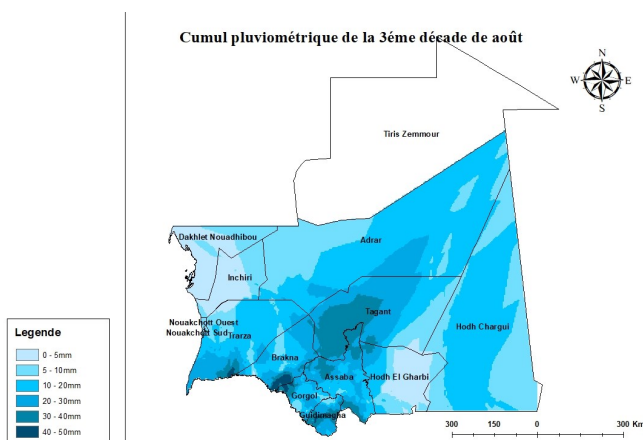 Cumul pluviométrique de la 3éme décade de août
N
W E
S
Tiris Zemmour
Dakhlet Nouadhibou
Adrar
Inchiri
Tagant
Nouakchott Ouest
Nouakchott Sud
Trarza
Hodh Chargui
Brakna
Assaba
Hodh El Gharbi
Gorgol
Guidimagha
Legende
0 - 5mm
5 - 10mm
10 - 20mm
20 - 30mm
30 - 40mm
40 - 50mm
300 150 0 300 Km